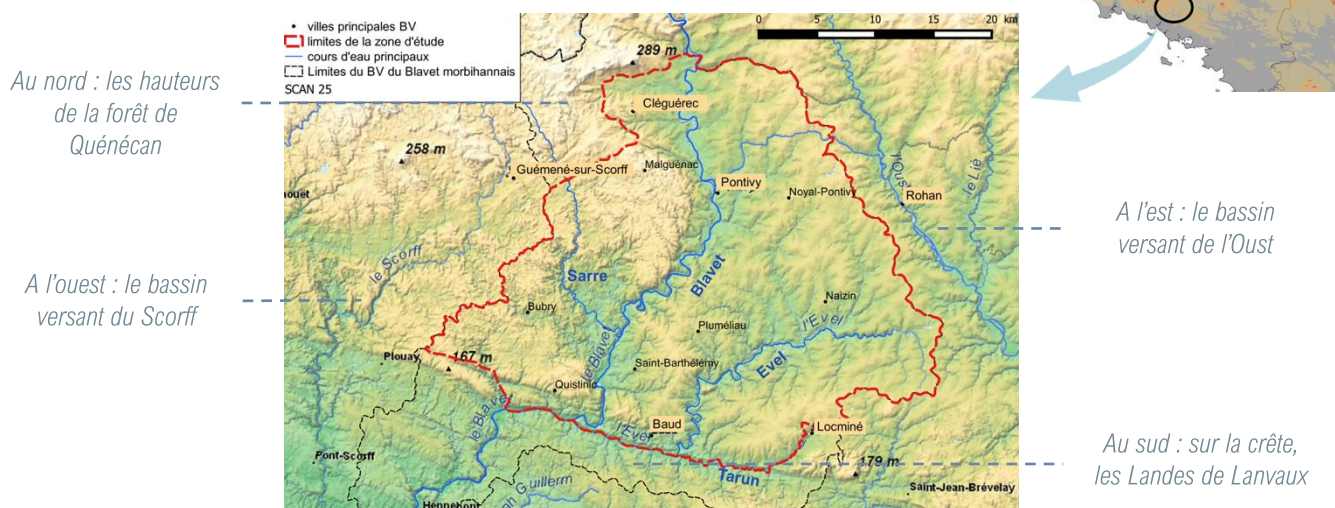 villes principales BV
limites de la zone d'étude
cours d'eau principaux
Limites du BV du Blavet morbihannais
SCAN 25
0 5 10 15 20 km
289 m
Au nord : les hauteurs
de la forêt de
Quénécan
Cléguérec
258 m
Guémené-sur-Scorff
Malguénac
Pontivy
Noyal-Pontivy
l'Oust
Rohan
le Lié
A l'est : le bassin
versant de l'Oust
le Scorff
Sarre
Blavet
A l'ouest : le bassin
versant du Scorff
Bubry
Naizin
Pluméliau
l'Evel
Evel
le Blavet
Plouay
167 m
Saint-Barthélémy
Quistinic
le Blavet
Baud
l'Evel
Locminé
Au sud : sur la crête,
les Landes de Lanvaux
Pont-Scorff
179 m
Tarun
Saint-Jean-Brévelay
Guillerm
Hennebont